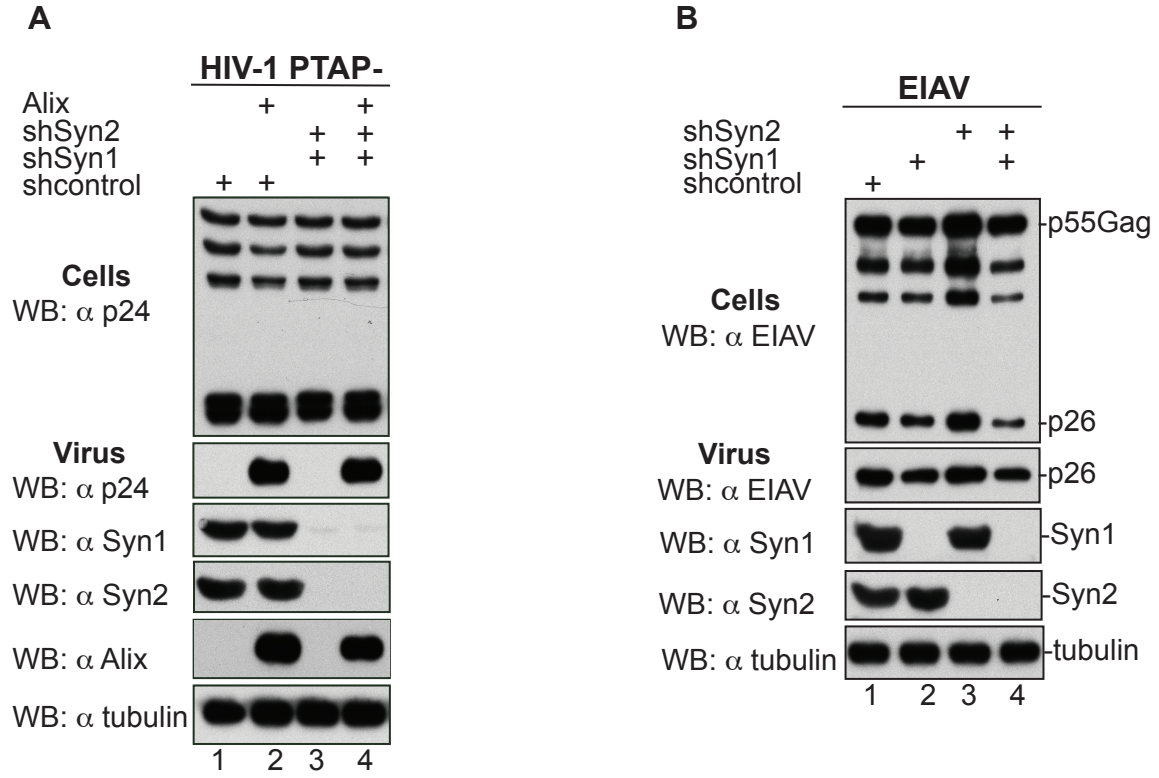 A
HIV-1 PTAP-
Alix + +
shSyn2 + +
shSyn1 + +
shcontrol + +
Cells
WB: α p24
Virus
WB: α p24
WB: α Syn1
WB: α Syn2
WB: α Alix
WB: α tubulin
1 2 3 4
B
EIAV
shSyn2 + +
shSyn1 + +
shcontrol +
-p55Gag
Cells
WB: α EIAV
-p26
Virus
WB: α EIAV -p26
WB: α Syn1 -Syn1
WB: α Syn2 -Syn2
WB: α tubulin -tubulin
1 2 3 4